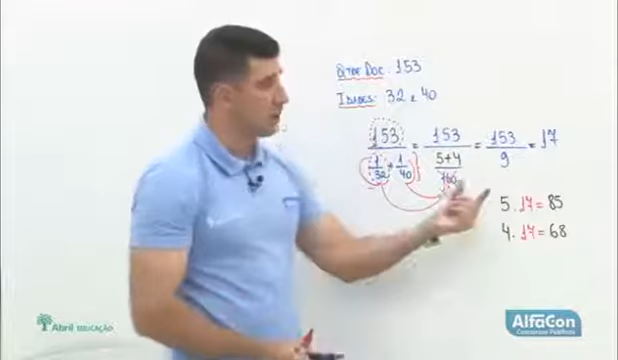 QTDE DOC: 153
IDADES: 32 e 40
153 / (1/32 + 1/40) = 153 / ((5+4)/160) = 153/9 = 17
5 . 17 = 85
4 . 17 = 68
Abril EDUCAÇÃO
AlfaCon
Concursos Públicos